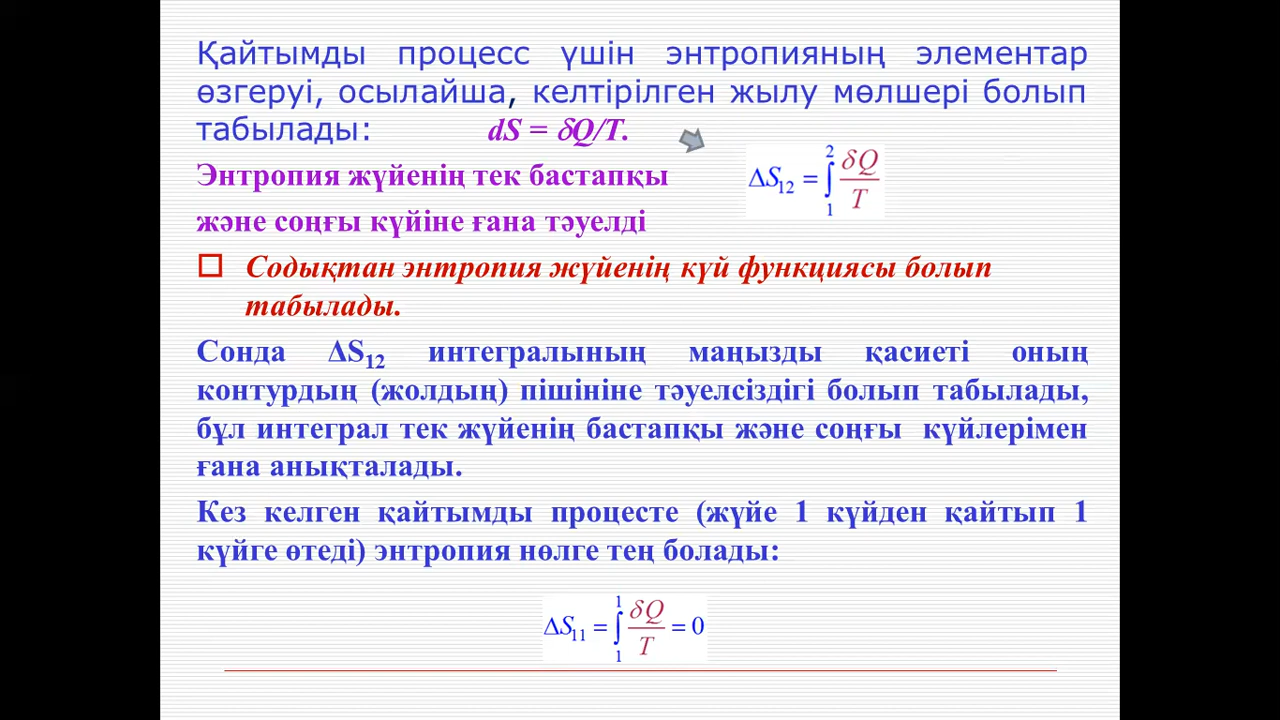 Қайтымды процесс үшін энтропияның элементар
өзгеруі, осылайша, келтірілген жылу мөлшері болып
табылады: dS = δQ/T.
Энтропия жүйенің тек бастапқы
және соңғы күйіне ғана тәуелді
ΔS₁₂ = ∫₁² δQ/T
Содықтан энтропия жүйенің күй функциясы болып
табылады.
Сонда ΔS₁₂ интегралының маңызды қасиеті оның
контурдың (жолдың) пішініне тәуелсіздігі болып табылады,
бұл интеграл тек жүйенің бастапқы және соңғы күйлерімен
ғана анықталады.
Кез келген қайтымды процесте (жүйе 1 күйден қайтып 1
күйге өтеді) энтропия нөлге тең болады:
ΔS₁₁ = ∫₁¹ δQ/T = 0